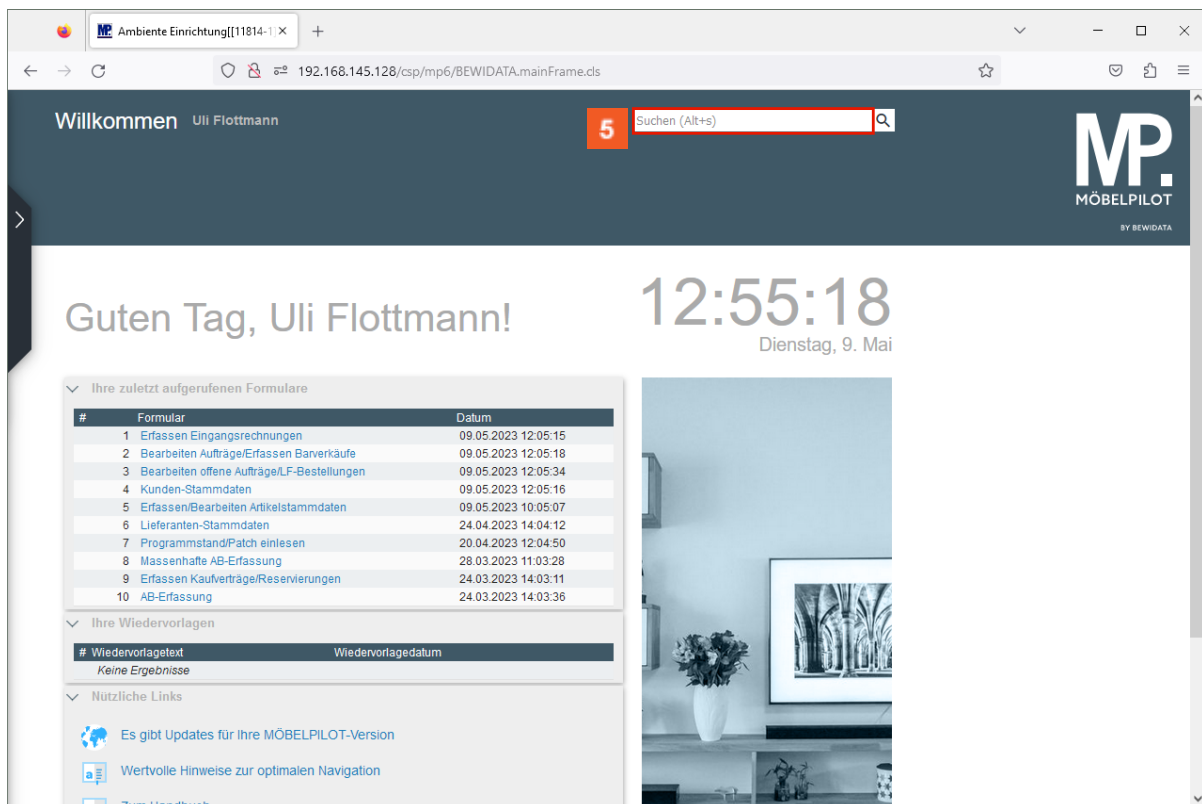 Ambiente Einrichtung[[11814-1]
192.168.145.128/csp/mp6/BEWIDATA.mainFrame.cls
Willkommen Uli Flottmann
5
Suchen (Alt+s)
MP.
MÖBELPILOT
BY BEWIDATA
Guten Tag, Uli Flottmann!
12:55:18
Dienstag, 9. Mai
Ihre zuletzt aufgerufenen Formulare
# Formular Datum
1 Erfassen Eingangsrechnungen 09.05.2023 12:05:15
2 Bearbeiten Aufträge/Erfassen Barverkäufe 09.05.2023 12:05:18
3 Bearbeiten offene Aufträge/LF-Bestellungen 09.05.2023 12:05:34
4 Kunden-Stammdaten 09.05.2023 12:05:16
5 Erfassen/Bearbeiten Artikelstammdaten 09.05.2023 10:05:07
6 Lieferanten-Stammdaten 24.04.2023 14:04:12
7 Programmstand/Patch einlesen 20.04.2023 12:04:50
8 Massenhafte AB-Erfassung 28.03.2023 11:03:28
9 Erfassen Kaufverträge/Reservierungen 24.03.2023 14:03:11
10 AB-Erfassung 24.03.2023 14:03:36
Ihre Wiedervorlagen
# Wiedervorlagetext Wiedervorlagedatum
Keine Ergebnisse
Nützliche Links
Es gibt Updates für Ihre MÖBELPILOT-Version
Wertvolle Hinweise zur optimalen Navigation
Zum Handbuch